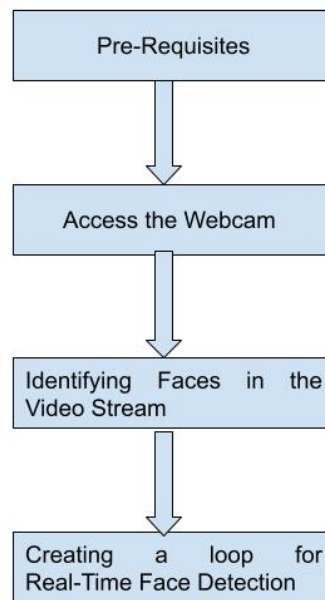 Pre-Requisites
Access the Webcam
Identifying Faces in the
Video Stream
Creating a loop for
Real-Time Face Detection